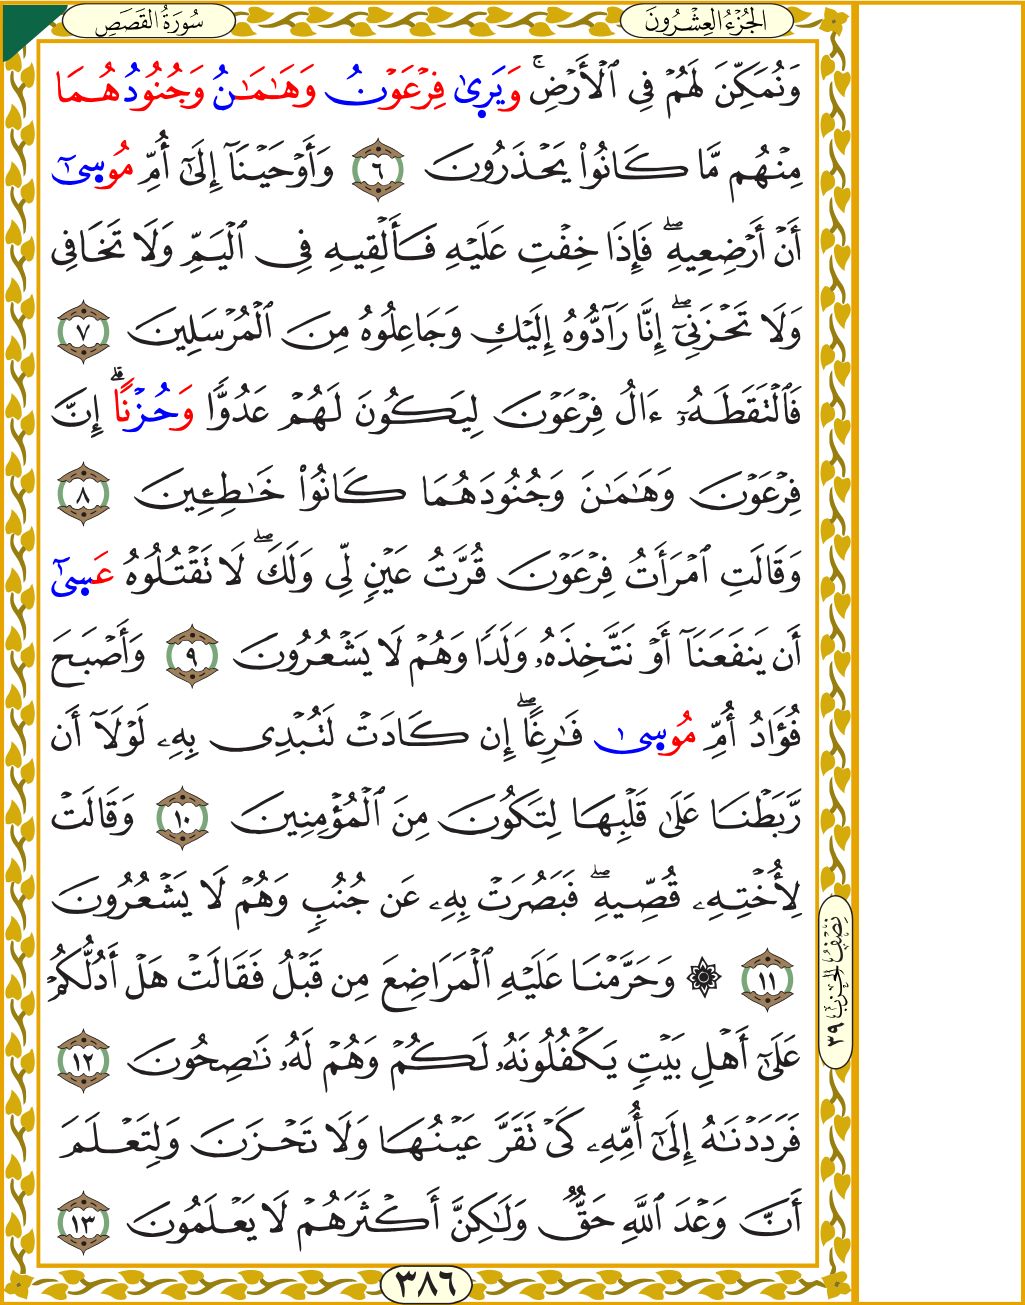 سُورَةُ القَصَصِ
الجُزْءُ العِشْرُونَ
وَنُمَكِّنَ لَهُمْ فِي ٱلْأَرْضِۚ وَيَرِىٰ فِرْعَوْنُ وَهَٰمَٰنُ وَجُنُودُهُمَا
مِنْهُم مَّا كَانُوا۟ يَحْذَرُونَ ٦ وَأَوْحَيْنَآ إِلَىٰٓ أُمِّ مُوسِىٰٓ
أَنْ أَرْضِعِيهِۖ فَإِذَا خِفْتِ عَلَيْهِ فَأَلْقِيهِ فِي ٱلْيَمِّ وَلَا تَخَافِي
وَلَا تَحْزَنِيٓۖ إِنَّا رَآدُّوهُ إِلَيْكِ وَجَاعِلُوهُ مِنَ ٱلْمُرْسَلِينَ ٧
فَٱلْتَقَطَهُۥٓ ءَالُ فِرْعَوْنَ لِيَكُونَ لَهُمْ عَدُوًّا وَحُزْنًاۗ إِنَّ
فِرْعَوْنَ وَهَٰمَٰنَ وَجُنُودَهُمَا كَانُوا۟ خَٰطِـِٔينَ ٨
وَقَالَتِ ٱمْرَأَتُ فِرْعَوْنَ قُرَّتُ عَيْنٍ لِّي وَلَكَۖ لَا تَقْتُلُوهُ عَسِىٰٓ
أَن يَنفَعَنَآ أَوْ نَتَّخِذَهُۥ وَلَدًا وَهُمْ لَا يَشْعُرُونَ ٩ وَأَصْبَحَ
فُؤَادُ أُمِّ مُوسِىٰ فَٰرِغًاۖ إِن كَادَتْ لَتُبْدِي بِهِۦ لَوْلَآ أَن
رَّبَطْنَا عَلَىٰ قَلْبِهَا لِتَكُونَ مِنَ ٱلْمُؤْمِنِينَ ١٠ وَقَالَتْ
لِأُخْتِهِۦ قُصِّيهِۖ فَبَصُرَتْ بِهِۦ عَن جُنُبٍ وَهُمْ لَا يَشْعُرُونَ
١١ ۞ وَحَرَّمْنَا عَلَيْهِ ٱلْمَرَاضِعَ مِن قَبْلُ فَقَالَتْ هَلْ أَدُلُّكُمْ
عَلَىٰٓ أَهْلِ بَيْتٍ يَكْفُلُونَهُۥ لَكُمْ وَهُمْ لَهُۥ نَٰصِحُونَ ١٢
فَرَدَدْنَٰهُ إِلَىٰٓ أُمِّهِۦ كَيْ تَقَرَّ عَيْنُهَا وَلَا تَحْزَنَ وَلِتَعْلَمَ
أَنَّ وَعْدَ ٱللَّهِ حَقٌّ وَلَٰكِنَّ أَكْثَرَهُمْ لَا يَعْلَمُونَ ١٣
نِصْفُ الحِزْبِ ٣٩
٣٨٦